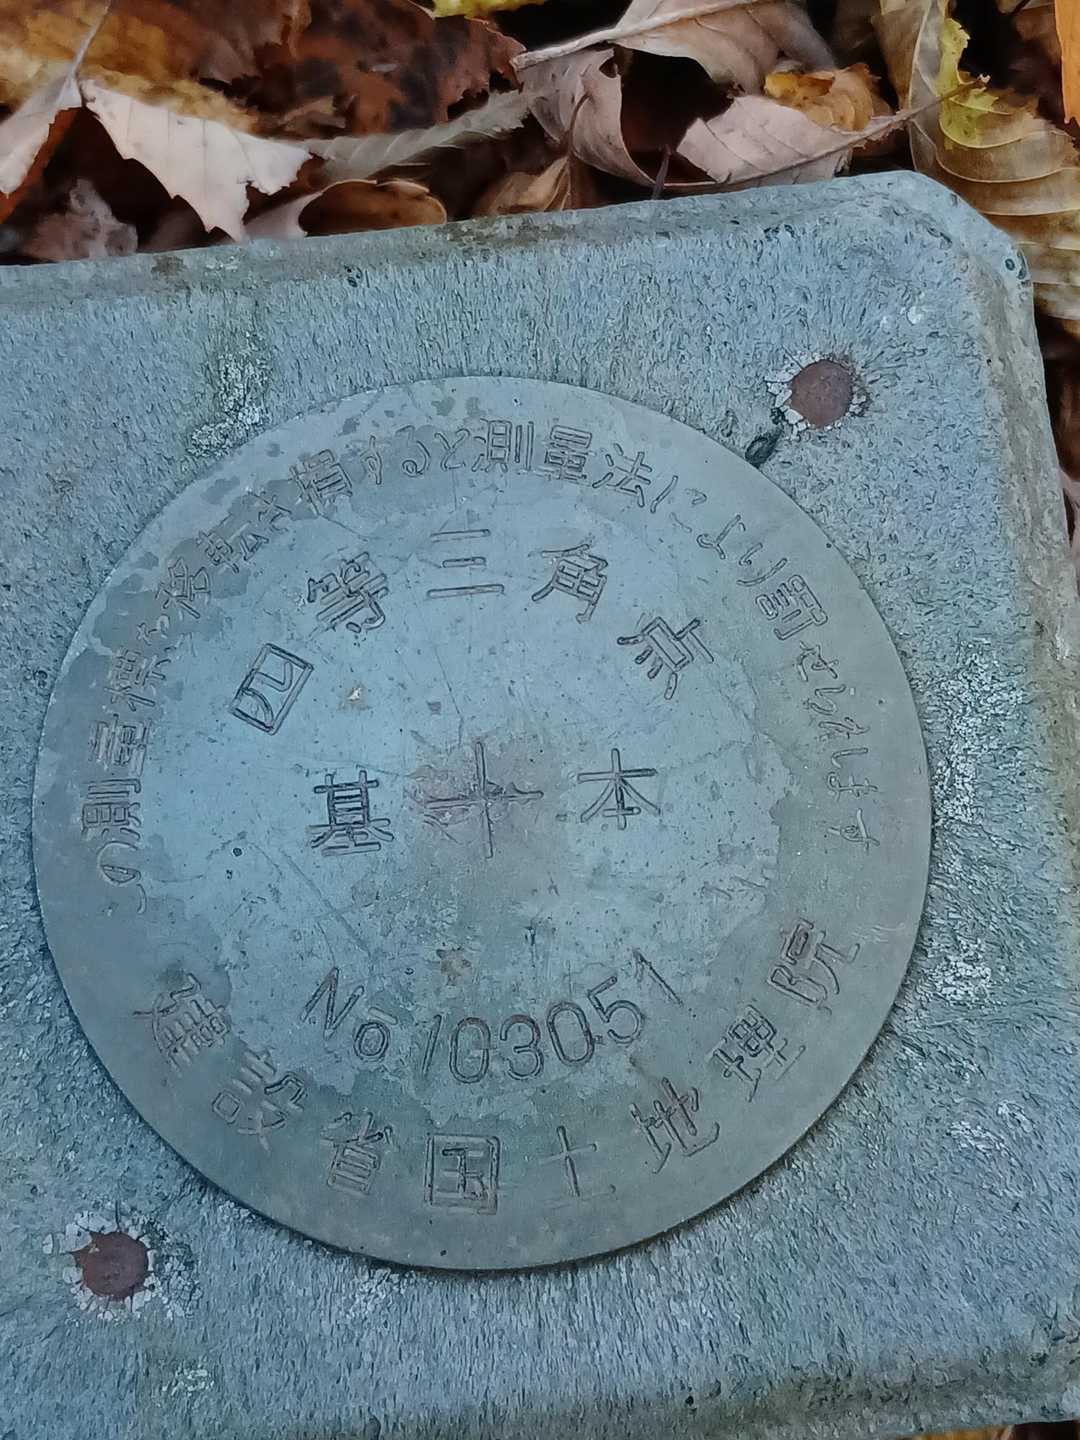 この測量標を移転き損すると測量法により罰せられます
四等三角点
基本
No 103051
建設省国土地理院